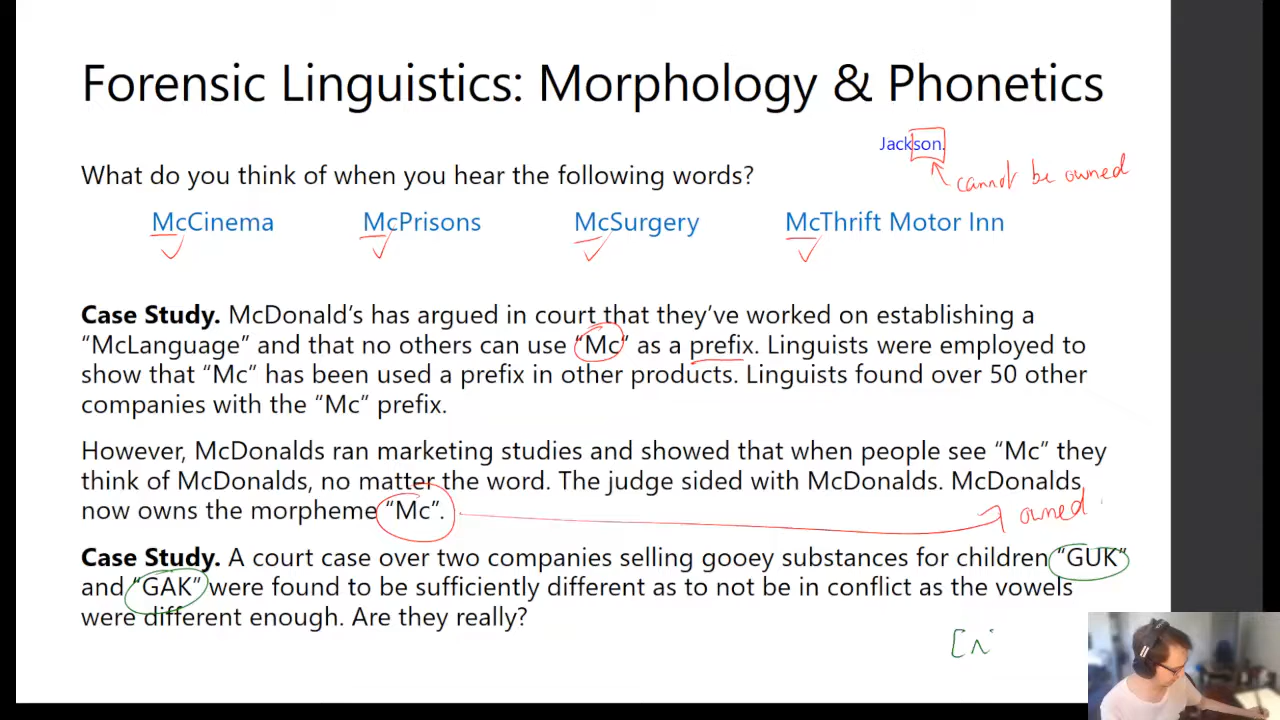 Forensic Linguistics: Morphology & Phonetics
Jackson.
cannot be owned
What do you think of when you hear the following words?
McCinema McPrisons McSurgery McThrift Motor Inn
Case Study. McDonald’s has argued in court that they’ve worked on establishing a
“McLanguage” and that no others can use “Mc” as a prefix. Linguists were employed to
show that “Mc” has been used a prefix in other products. Linguists found over 50 other
companies with the “Mc” prefix.
However, McDonalds ran marketing studies and showed that when people see “Mc” they
think of McDonalds, no matter the word. The judge sided with McDonalds. McDonalds
now owns the morpheme “Mc”.
owned
Case Study. A court case over two companies selling gooey substances for children “GUK”
and “GAK” were found to be sufficiently different as to not be in conflict as the vowels
were different enough. Are they really?
[ʌ